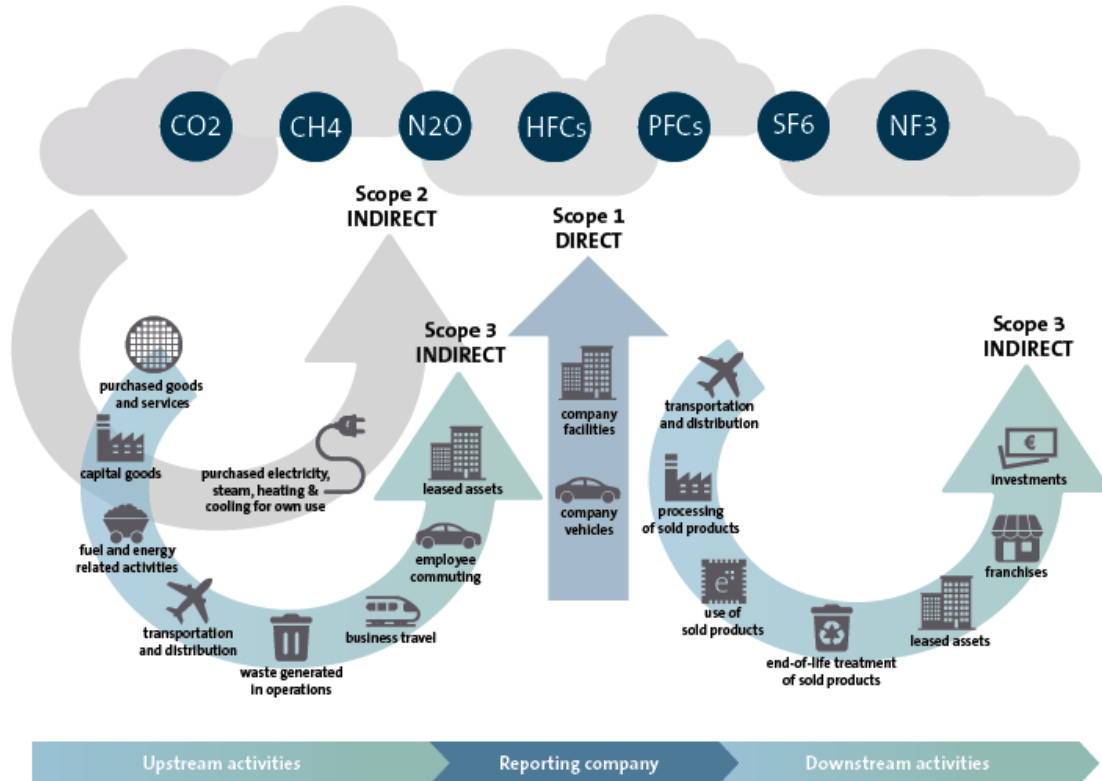 CO2
CH4
N2O
HFCs
PFCs
SF6
NF3
Scope 2
INDIRECT
Scope 1
DIRECT
Scope 3
INDIRECT
Scope 3
INDIRECT
purchased goods
and services
capital goods
fuel and energy
related activities
transportation
and distribution
waste generated
in operations
business travel
employee
commuting
leased assets
purchased electricity,
steam, heating &
cooling for own use
company
facilities
company
vehicles
transportation
and distribution
processing
of sold products
e
use of
sold products
end-of-life treatment
of sold products
leased assets
franchises
€
investments
Upstream activities
Reporting company
Downstream activities